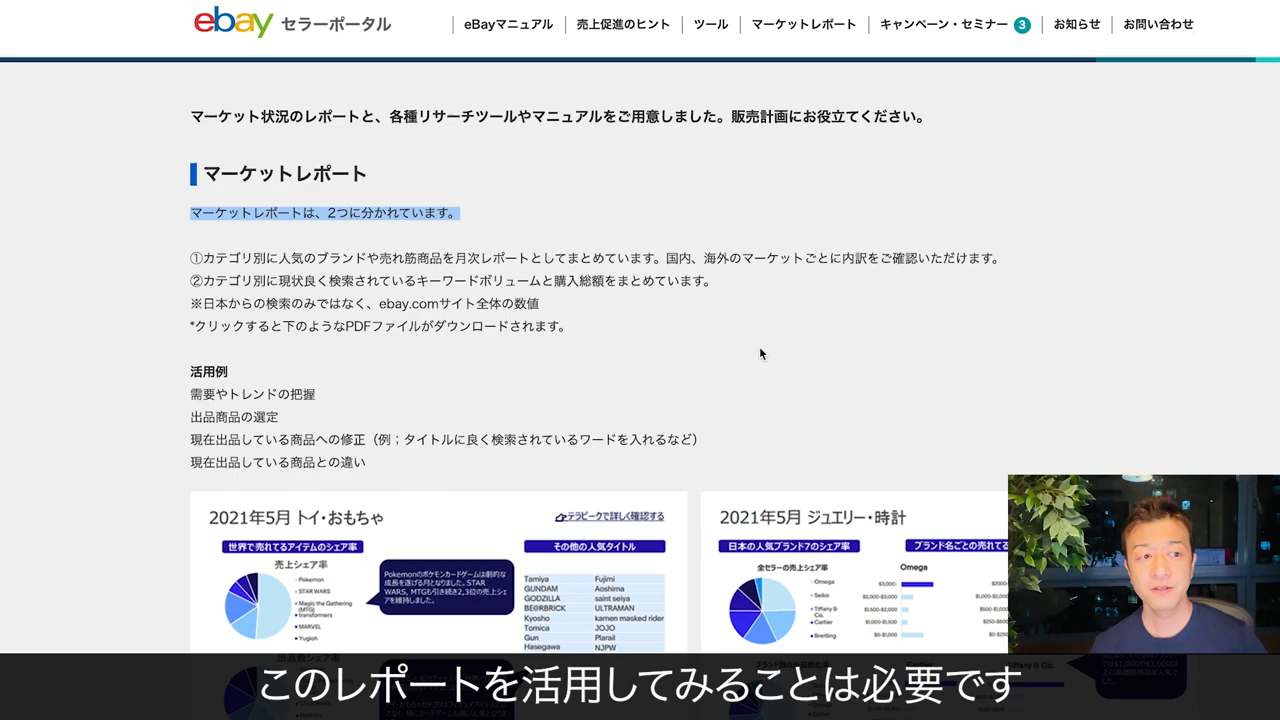 ebay セラーポータル
eBayマニュアル
売上促進のヒント
ツール
マーケットレポート
キャンペーン・セミナー 3
お知らせ
お問い合わせ
マーケット状況のレポートと、各種リサーチツールやマニュアルをご用意しました。販売計画にお役立てください。
マーケットレポート
マーケットレポートは、2つに分かれています。
①カテゴリ別に人気のブランドや売れ筋商品を月次レポートとしてまとめています。国内、海外のマーケットごとに内訳をご確認いただけます。
②カテゴリ別に現状良く検索されているキーワードボリュームと購入総額をまとめています。
※日本からの検索のみではなく、ebay.comサイト全体の数値
*クリックすると下のようなPDFファイルがダウンロードされます。
活用例
需要やトレンドの把握
出品商品の選定
現在出品している商品への修正（例；タイトルに良く検索されているワードを入れるなど）
現在出品している商品との違い
2021年5月 トイ・おもちゃ
テラピークで詳しく確認する
世界で売れてるアイテムのシェア率
売上シェア率
Pokemon
STAR WARS
Magic the Gathering
(MTG)
transformers
MARVEL
Yugioh
Pokemonのポケモンカードゲームは劇的な
成長を遂げる月となりました。STAR
WARS, MTGも引き続き2,3位の売上シェ
アを維持しました。
その他の人気タイトル
Tamiya Fujimi
GUNDAM Aoshima
GODZILLA saint seiya
BE@RBRICK ULTRAMAN
Kyosho kamen masked rider
Tomica JOJO
Gun Plarail
Hasegawa NJPW
2021年5月 ジュエリー・時計
日本の人気ブランド7のシェア率
全セラーの売上シェア率
Omega
Seiko
Tiffany &
Co.
Cartier
Breitling
ブランド名ごとの売れてる
Omega
$3,000-
$2,000-$3,000
$1,500-$2,000
$1,000-$1,500
$0-$1,000
このレポートを活用してみることは必要です